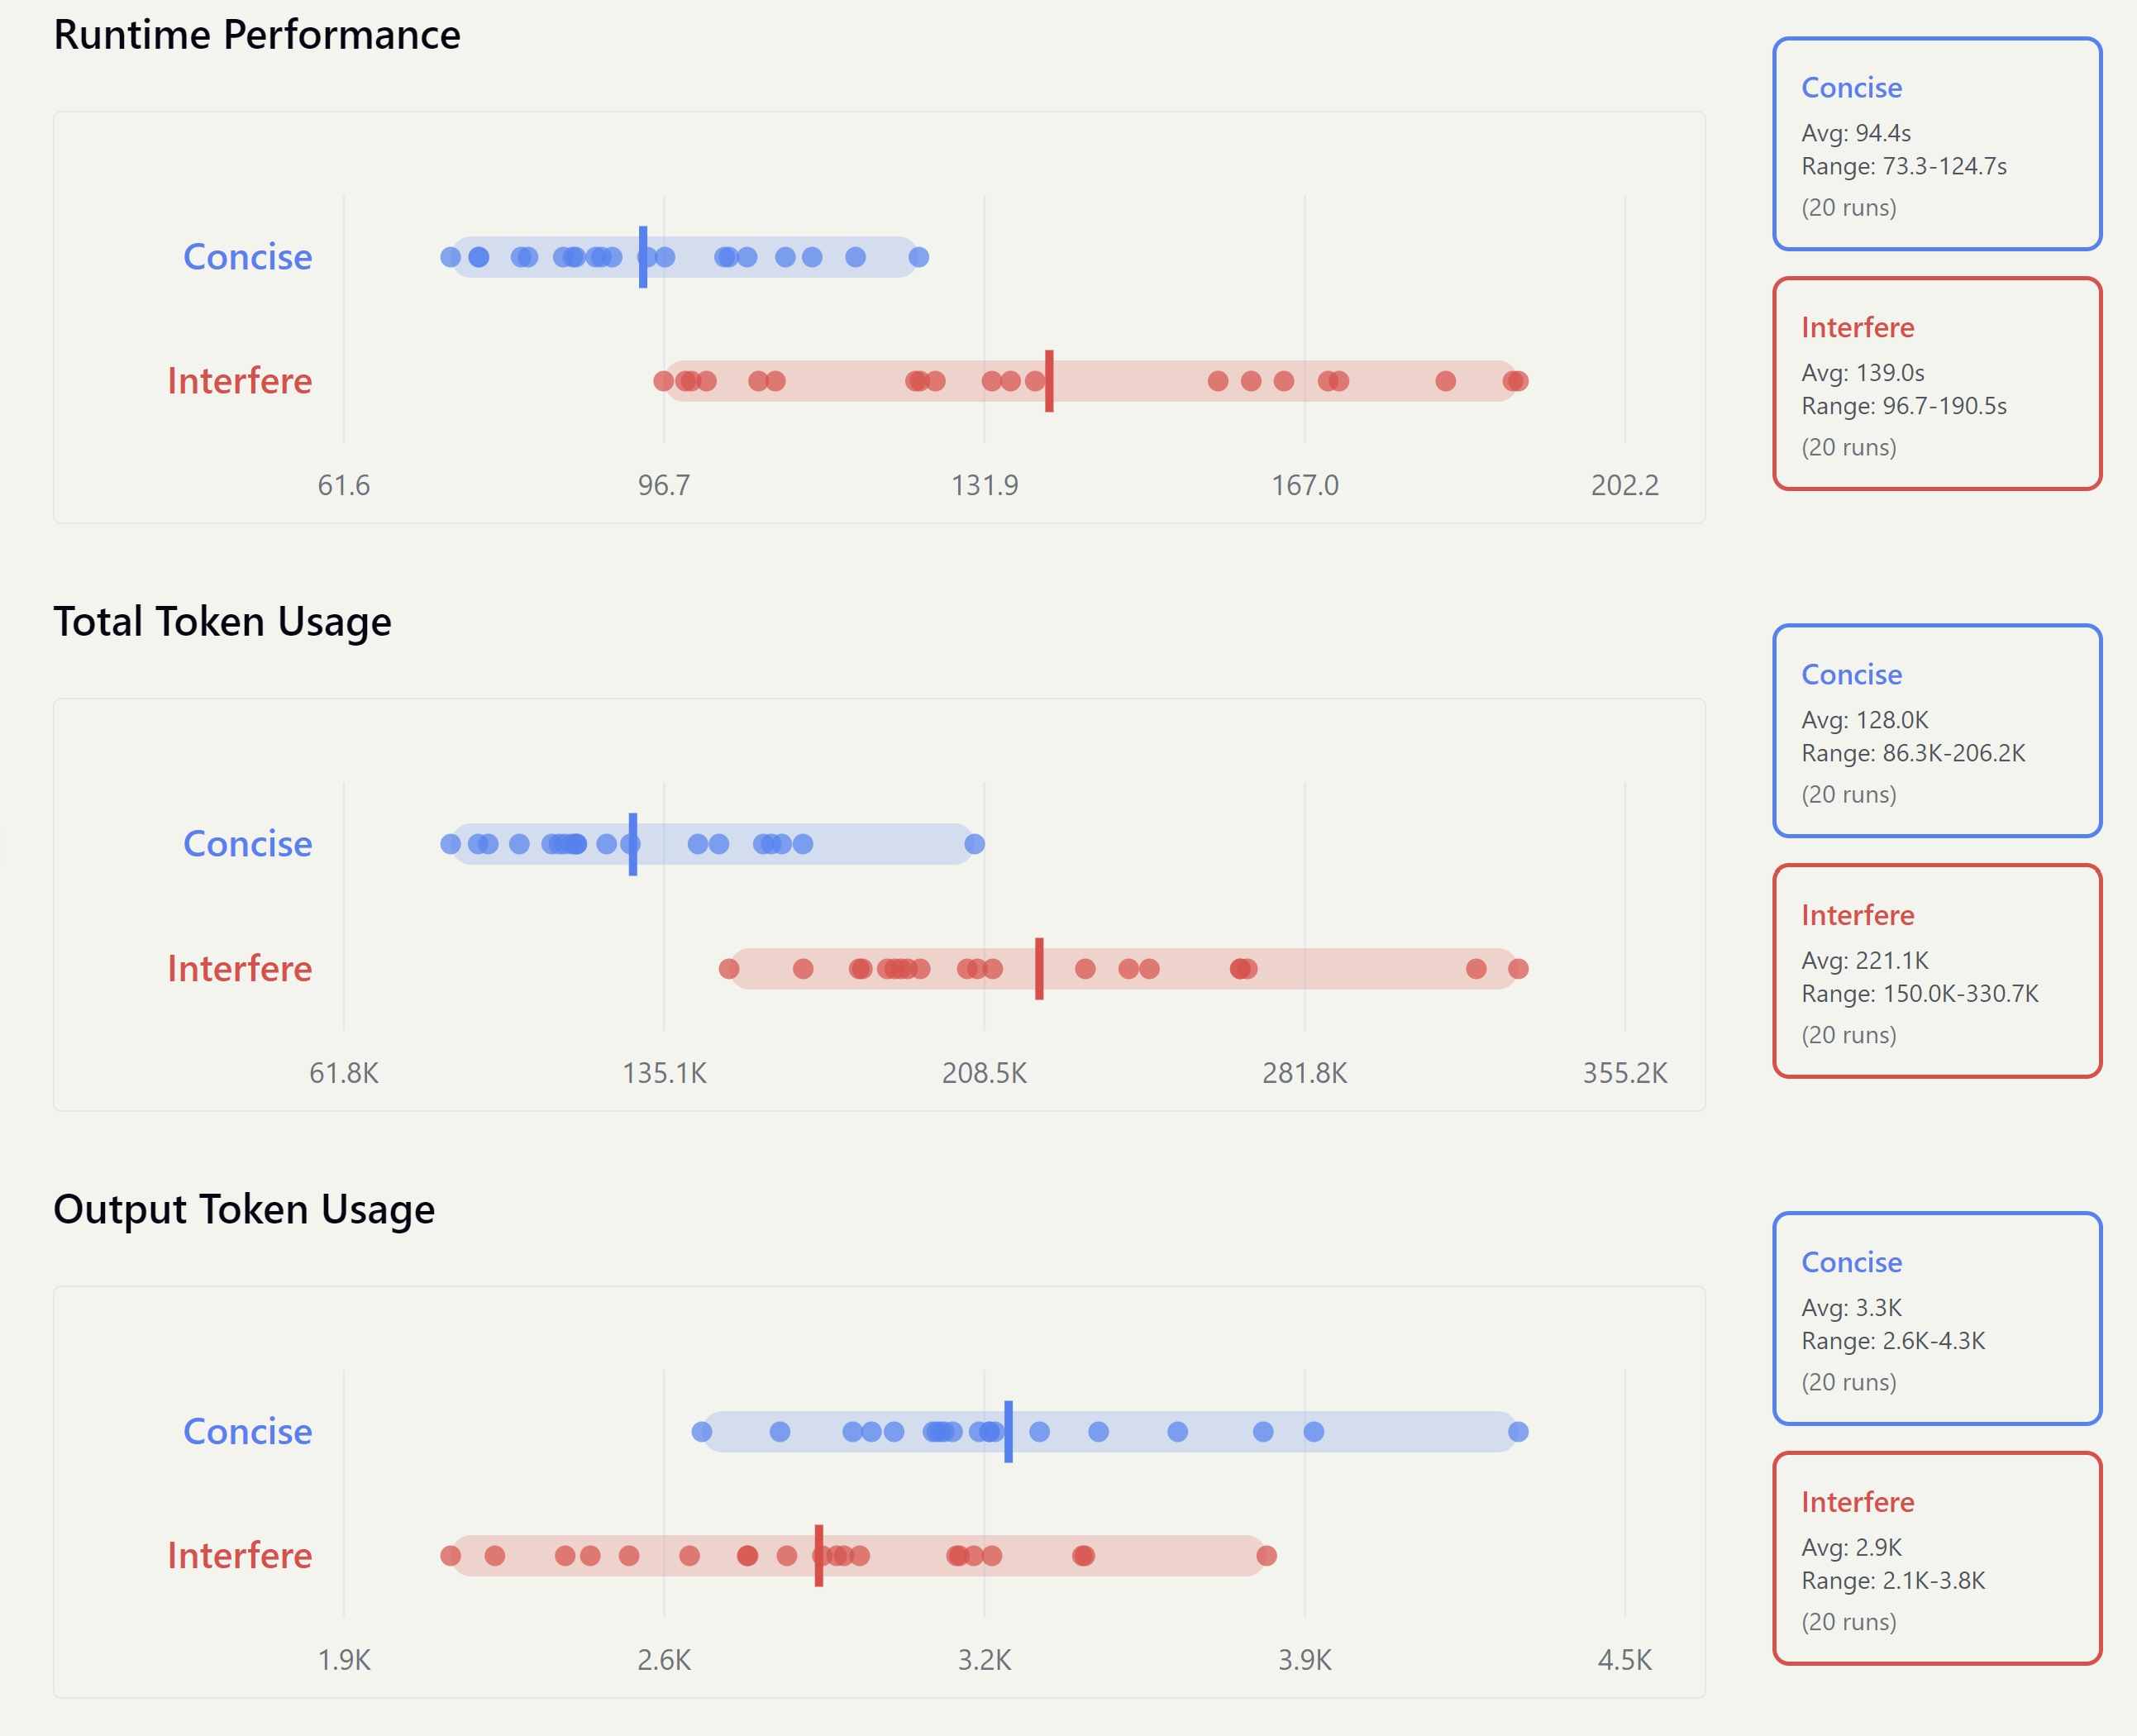 Runtime Performance
Concise
Interfere
61.6
96.7
131.9
167.0
202.2
Concise
Avg: 94.4s
Range: 73.3-124.7s
(20 runs)
Interfere
Avg: 139.0s
Range: 96.7-190.5s
(20 runs)
Total Token Usage
Concise
Interfere
61.8K
135.1K
208.5K
281.8K
355.2K
Concise
Avg: 128.0K
Range: 86.3K-206.2K
(20 runs)
Interfere
Avg: 221.1K
Range: 150.0K-330.7K
(20 runs)
Output Token Usage
Concise
Interfere
1.9K
2.6K
3.2K
3.9K
4.5K
Concise
Avg: 3.3K
Range: 2.6K-4.3K
(20 runs)
Interfere
Avg: 2.9K
Range: 2.1K-3.8K
(20 runs)